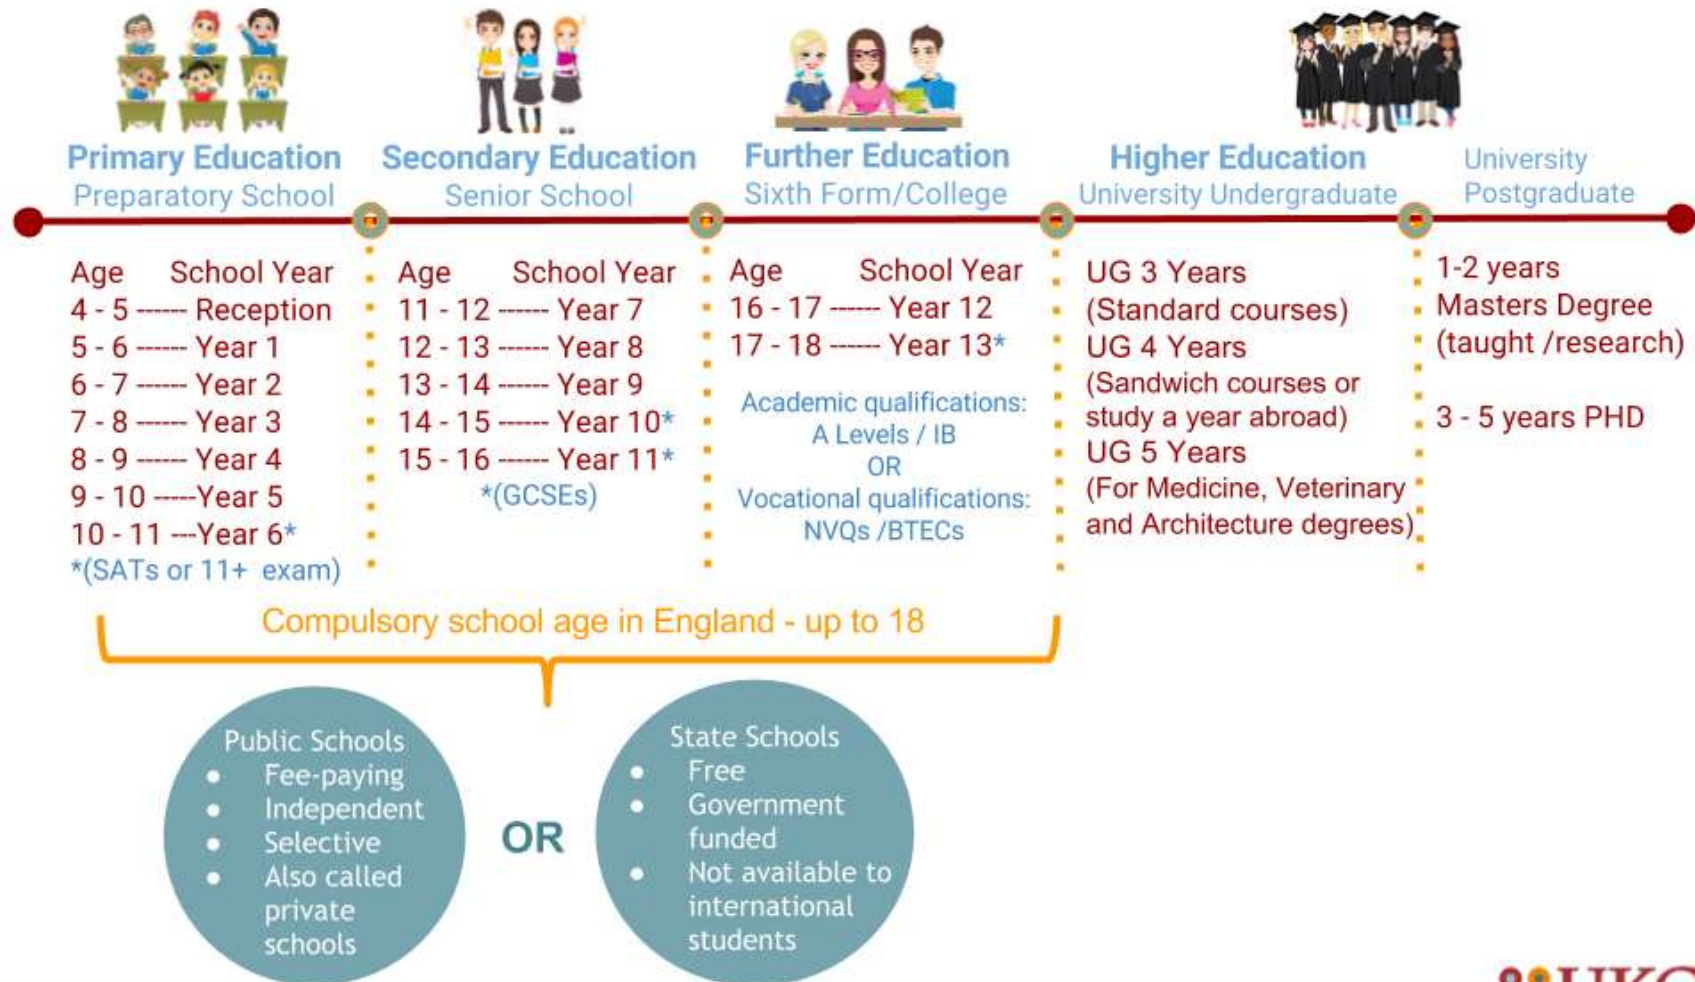 Primary Education
Preparatory School
Secondary Education
Senior School
Further Education
Sixth Form/College
Higher Education
University Undergraduate
University
Postgraduate
Age School Year
4 - 5 ------ Reception
5 - 6 ------ Year 1
6 - 7 ------ Year 2
7 - 8 ------ Year 3
8 - 9 ------ Year 4
9 - 10 -----Year 5
10 - 11 ---Year 6*
*(SATs or 11+ exam)
Age School Year
11 - 12 ------ Year 7
12 - 13 ------ Year 8
13 - 14 ------ Year 9
14 - 15 ------ Year 10*
15 - 16 ------ Year 11*
*(GCSEs)
Age School Year
16 - 17 ------ Year 12
17 - 18 ------ Year 13*
Academic qualifications:
A Levels / IB
OR
Vocational qualifications:
NVQs /BTECs
UG 3 Years
(Standard courses)
UG 4 Years
(Sandwich courses or
study a year abroad)
UG 5 Years
(For Medicine, Veterinary
and Architecture degrees)
1-2 years
Masters Degree
(taught /research)
3 - 5 years PHD
Compulsory school age in England - up to 18
Public Schools
● Fee-paying
● Independent
● Selective
● Also called
private
schools
OR
State Schools
● Free
● Government
funded
● Not available to
international
students